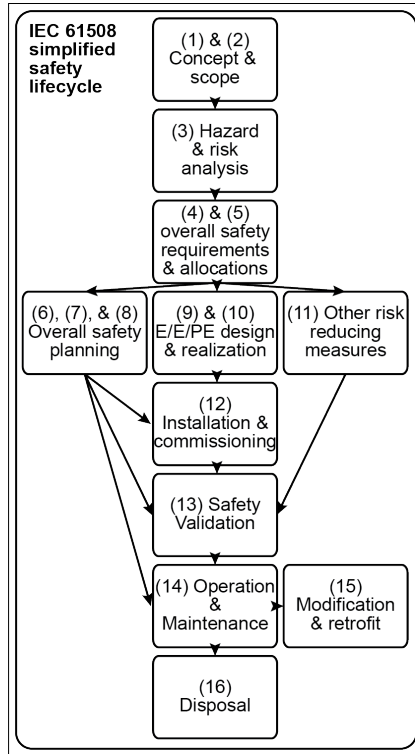 IEC 61508
simplified
safety
lifecycle
(1) & (2)
Concept &
scope
(3) Hazard
& risk
analysis
(4) & (5)
overall safety
requirements
& allocations
(6), (7), & (8)
Overall safety
planning
(9) & (10)
E/E/PE design
& realization
(11) Other risk
reducing
measures
(12)
Installation &
commissioning
(13) Safety
Validation
(14) Operation
&
Maintenance
(15)
Modification
& retrofit
(16)
Disposal